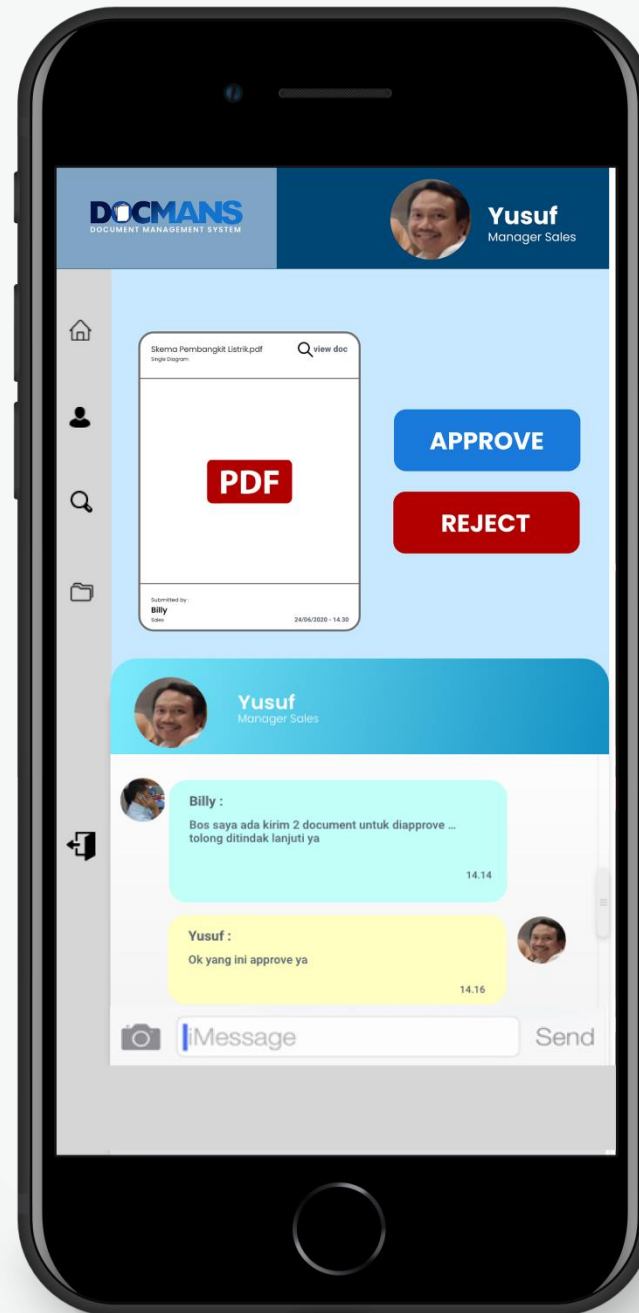 DOCMANS
DOCUMENT MANAGEMENT SYSTEM
Yusuf
Manager Sales
Skema Pembangkit Listrik.pdf
view doc
Single Diagram
PDF
APPROVE
REJECT
Submitted by :
Billy
Sales
24/06/2020 - 14.30
Yusuf
Manager Sales
Billy :
Bos saya ada kirim 2 document untuk diapprove ...
tolong ditindak lanjuti ya
14.14
Yusuf :
Ok yang ini approve ya
14.16
iMessage
Send